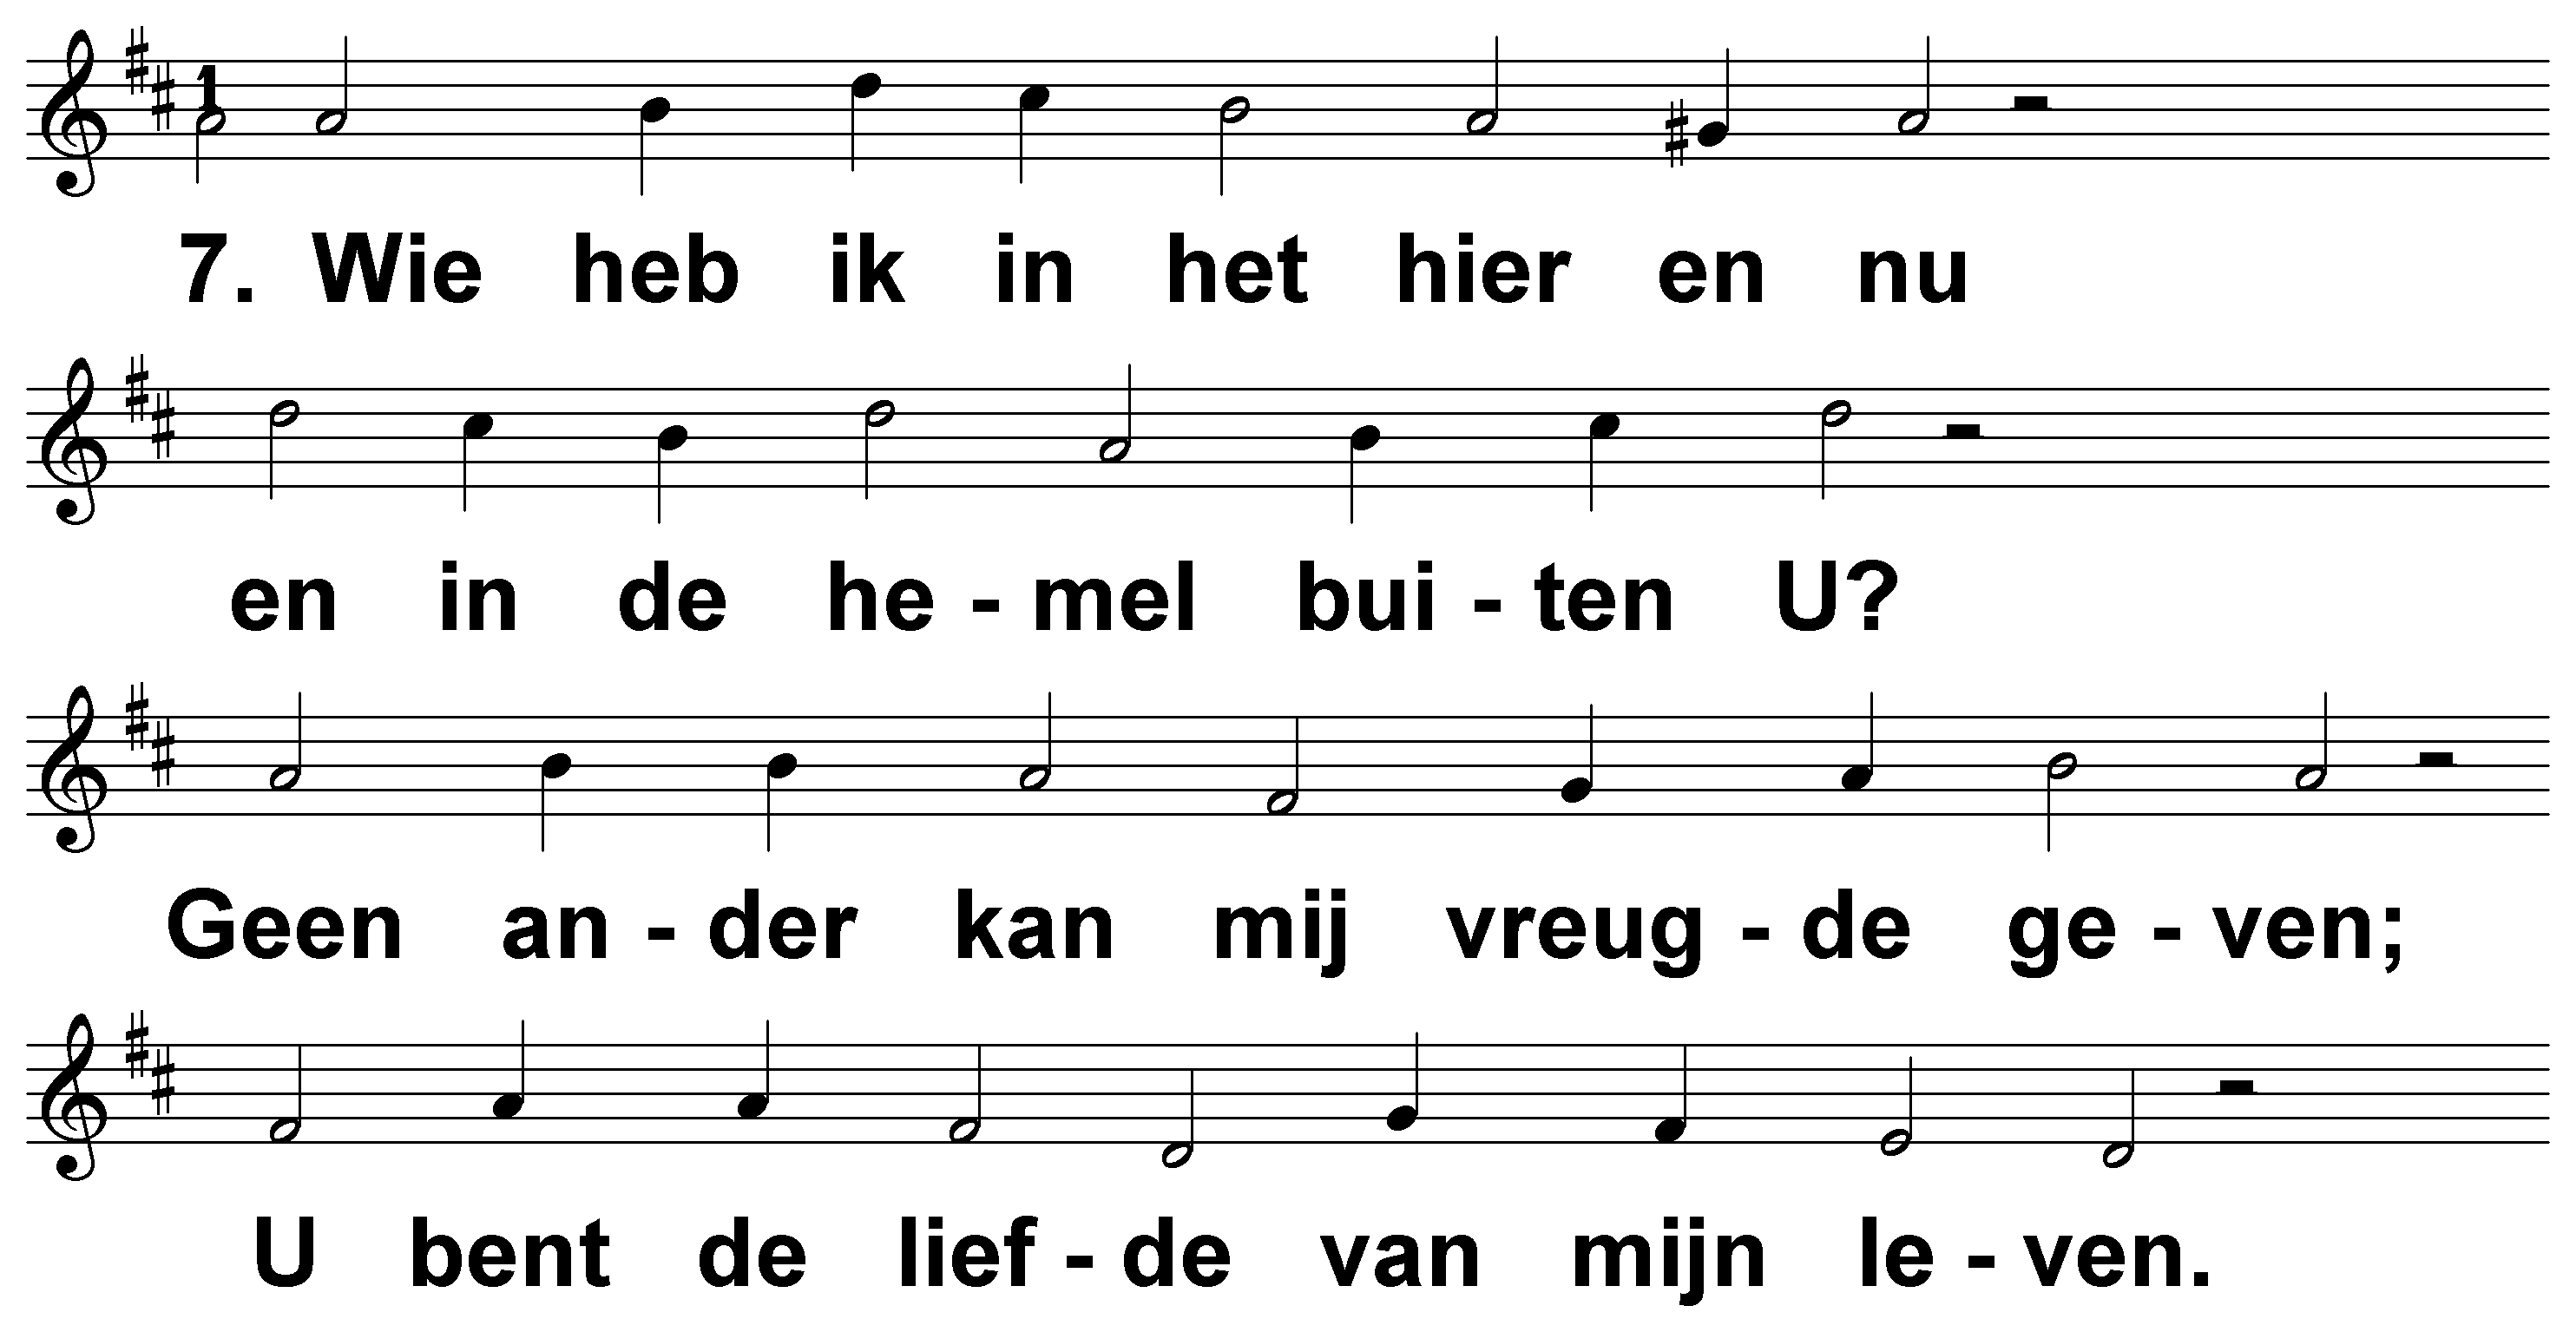 1
7. Wie heb ik in het hier en nu
en in de he - mel bui - ten U?
Geen an - der kan mij vreug - de ge - ven;
U bent de lief - de van mijn le - ven.